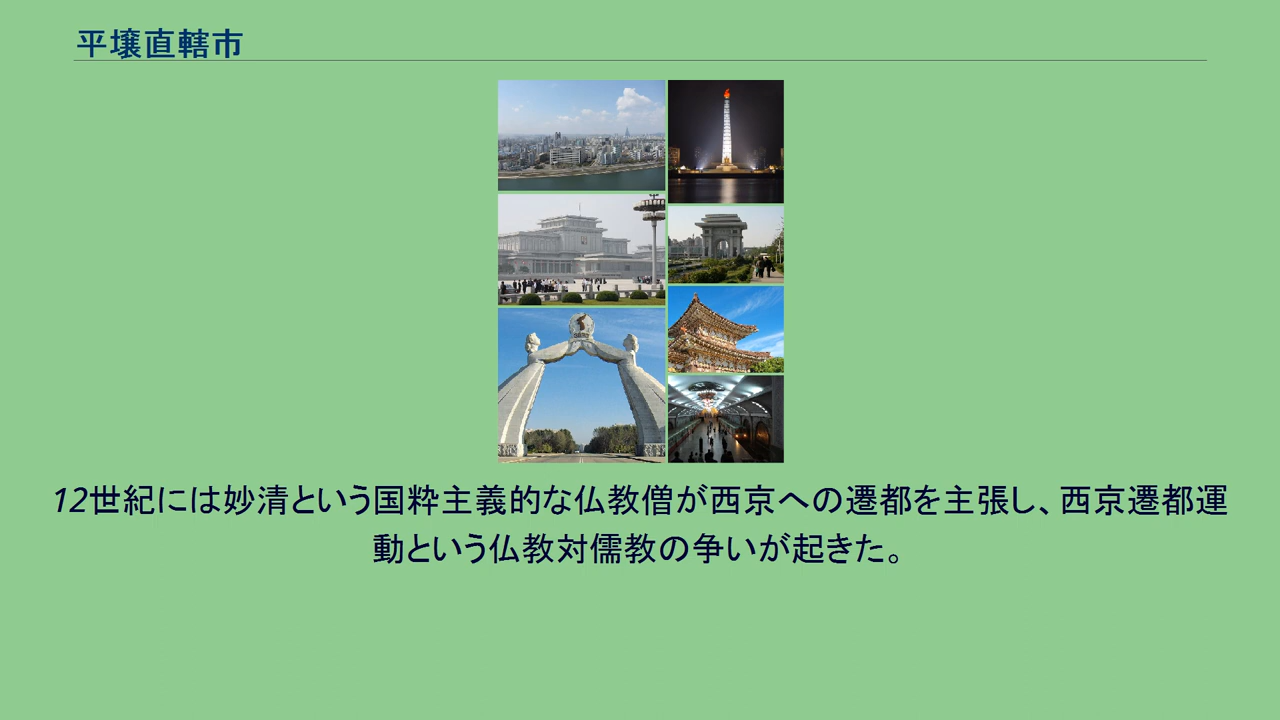 平壌直轄市
12世紀には妙清という国粋主義的な仏教僧が西京への遷都を主張し、西京遷都運
動という仏教対儒教の争いが起きた。